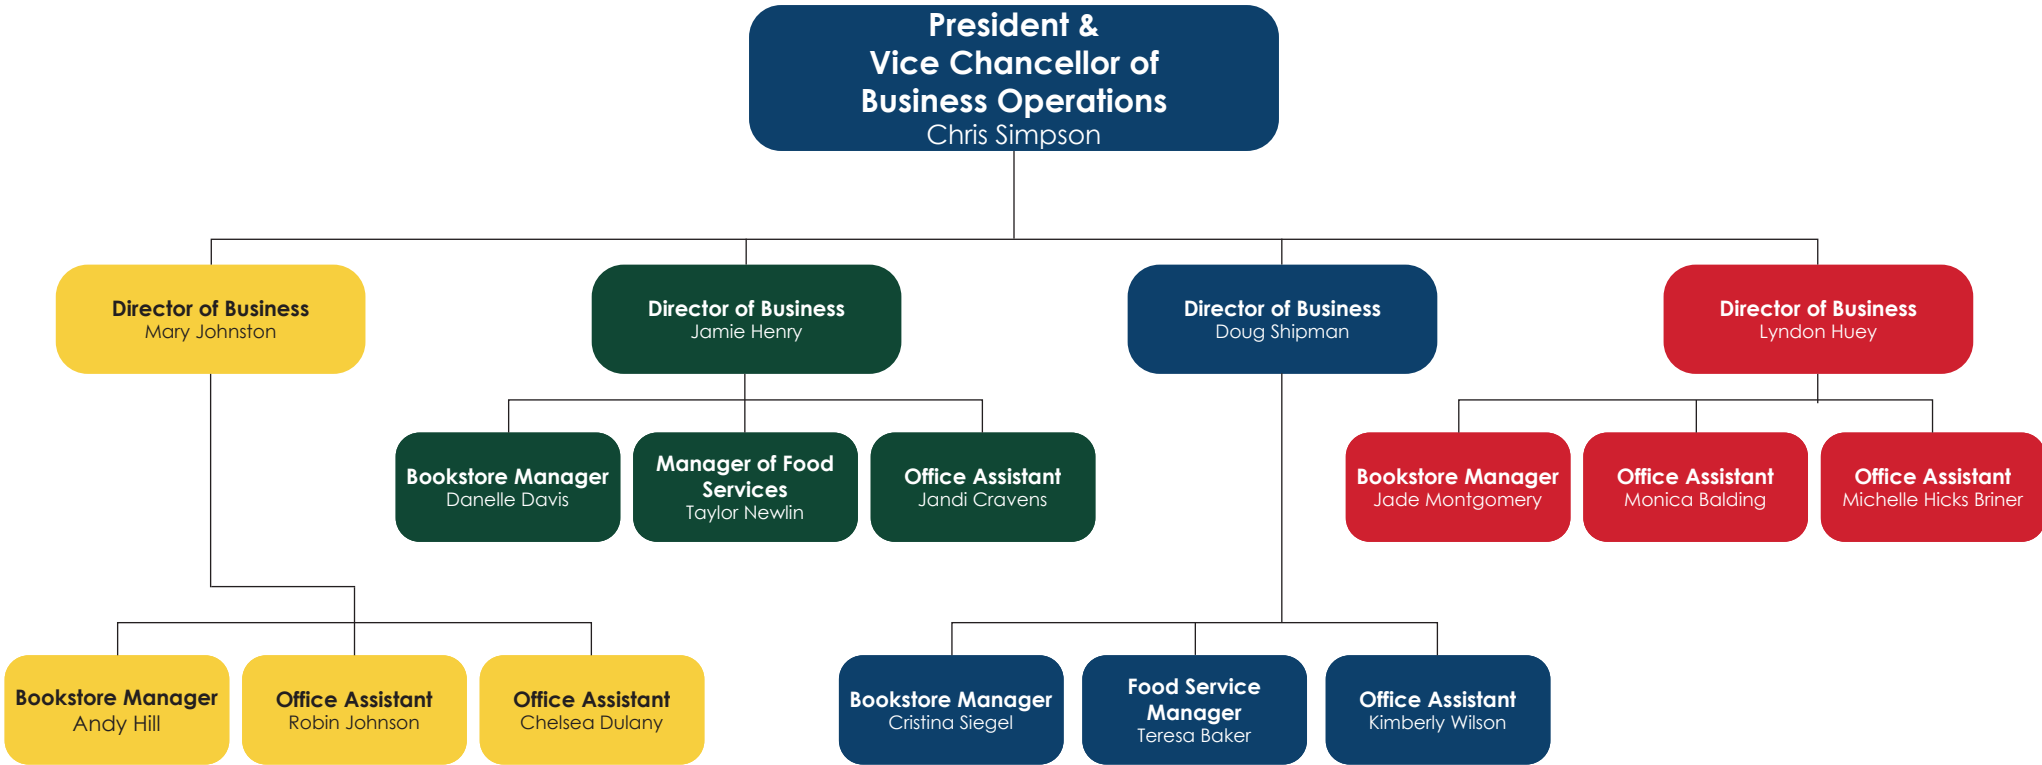 President &
Vice Chancellor of
Business Operations
Chris Simpson
Director of Business
Mary Johnston
Director of Business
Jamie Henry
Director of Business
Doug Shipman
Director of Business
Lyndon Huey
Bookstore Manager
Danelle Davis
Manager of Food
Services
Taylor Newlin
Office Assistant
Jandi Cravens
Bookstore Manager
Jade Montgomery
Office Assistant
Monica Balding
Office Assistant
Michelle Hicks Briner
Bookstore Manager
Andy Hill
Office Assistant
Robin Johnson
Office Assistant
Chelsea Dulany
Bookstore Manager
Cristina Siegel
Food Service
Manager
Teresa Baker
Office Assistant
Kimberly Wilson